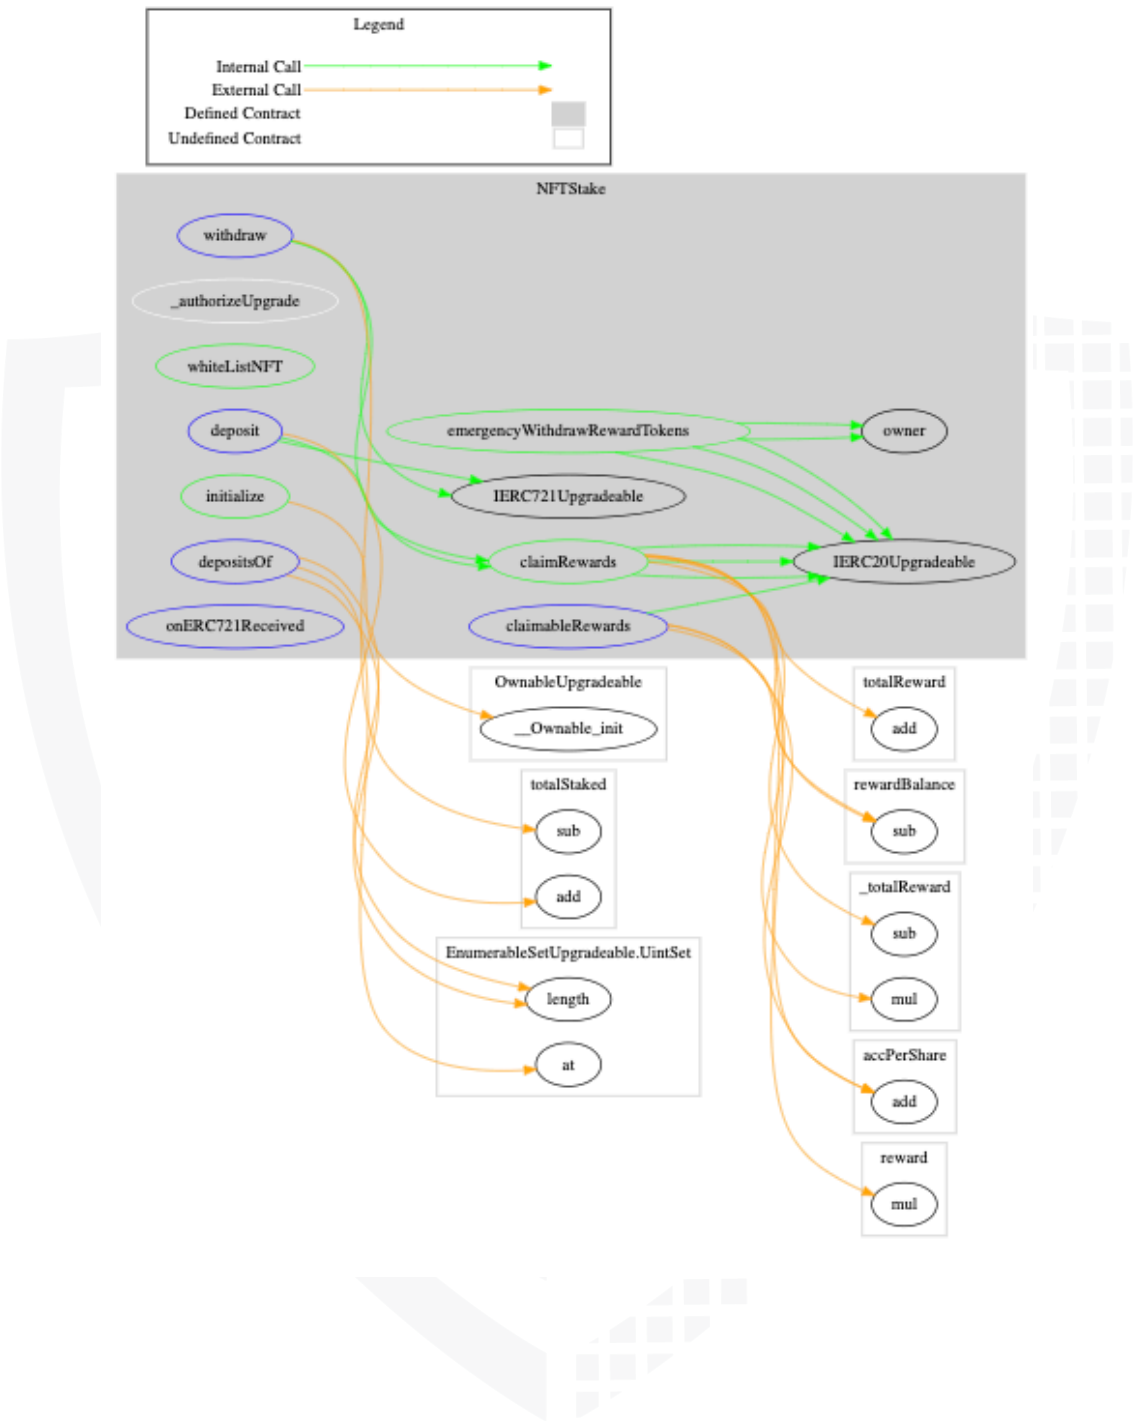 Legend
Internal Call
External Call
Defined Contract
Undefined Contract
NFTStake
withdraw
_authorizeUpgrade
whiteListNFT
deposit
emergencyWithdrawRewardTokens
owner
initialize
IERC721Upgradeable
depositsOf
claimRewards
IERC20Upgradeable
onERC721Received
claimableRewards
OwnableUpgradeable
__Ownable_init
totalReward
add
totalStaked
sub
add
rewardBalance
sub
_totalReward
sub
mul
EnumerableSetUpgradeable.UintSet
length
at
accPerShare
add
reward
mul